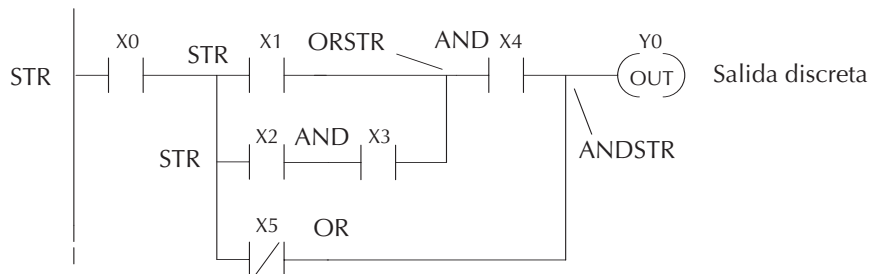 X0 STR X1 ORSTR AND X4 Y0
STR OUT Salida discreta
X2 AND X3 ANDSTR
STR
X5 OR